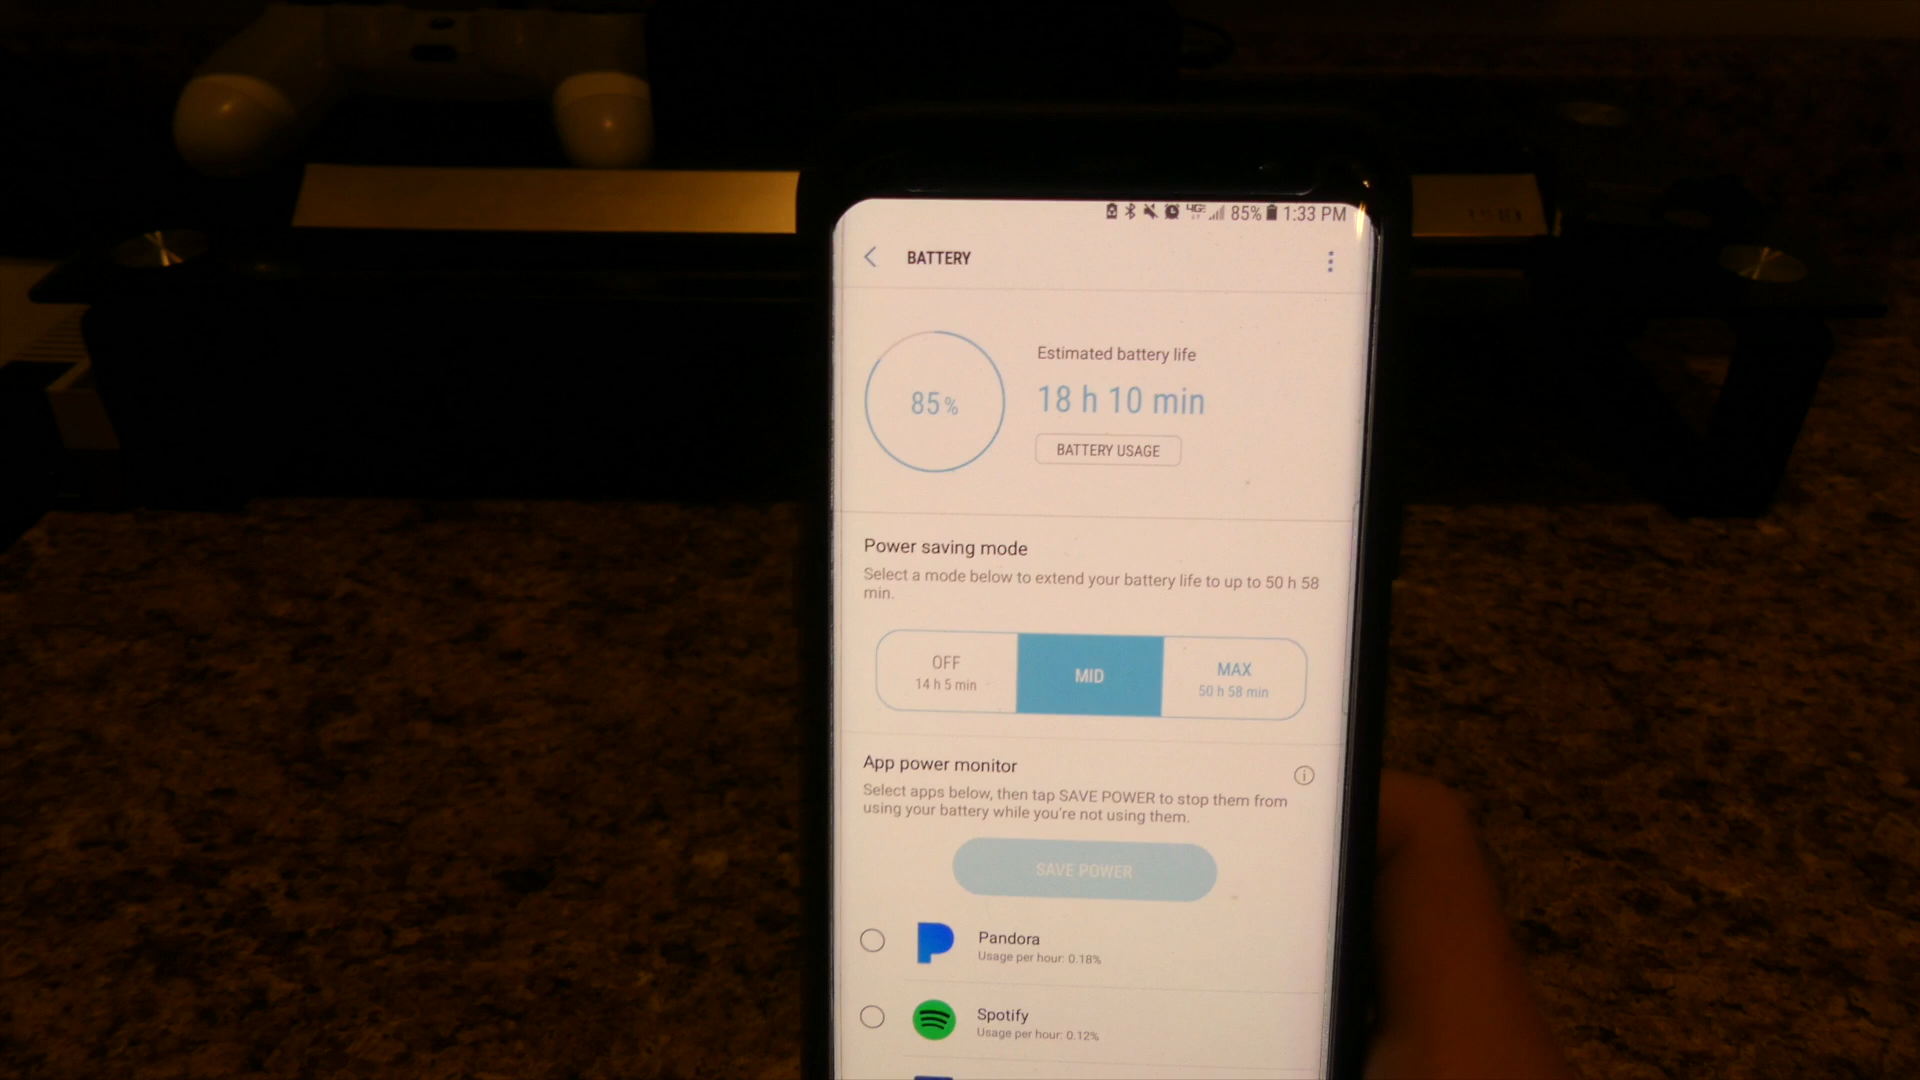 85% 1:33 PM
BATTERY
85%
Estimated battery life
18 h 10 min
BATTERY USAGE
Power saving mode
Select a mode below to extend your battery life to up to 50 h 58
min.
OFF
14 h 5 min
MID
MAX
50 h 58 min
App power monitor
Select apps below, then tap SAVE POWER to stop them from
using your battery while you're not using them.
SAVE POWER
Pandora
Usage per hour: 0.18%
Spotify
Usage per hour: 0.12%